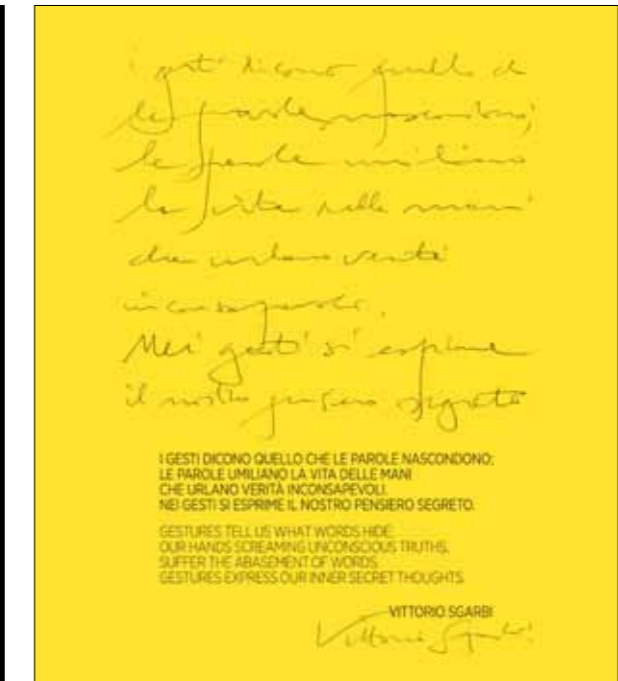 i gesti dicono quello che
le parole nascondono;
le parole umiliano
la vita delle mani
che urlano verità
inconsapevoli.
Nei gesti si esprime
il nostro pensiero segreto
I GESTI DICONO QUELLO CHE LE PAROLE NASCONDONO;
LE PAROLE UMILIANO LA VITA DELLE MANI
CHE URLANO VERITÀ INCONSAPEVOLI.
NEI GESTI SI ESPRIME IL NOSTRO PENSIERO SEGRETO.
GESTURES TELL US WHAT WORDS HIDE;
OUR HANDS SCREAMING UNCONSCIOUS TRUTHS,
SUFFER THE ABASEMENT OF WORDS.
GESTURES EXPRESS OUR INNER SECRET THOUGHTS.
VITTORIO SGARBI
Vittorio Sgarbi